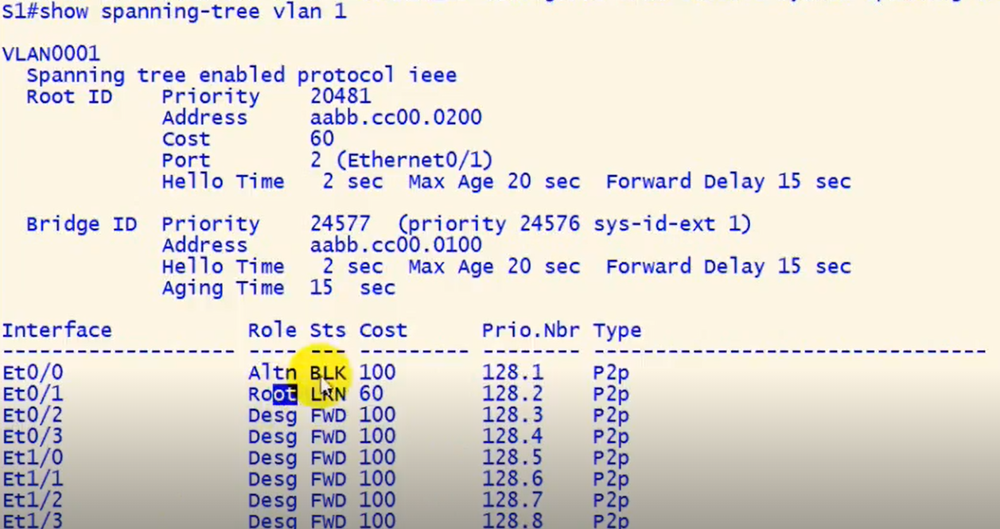 S1#show spanning-tree vlan 1
VLAN0001
Spanning tree enabled protocol ieee
Root ID Priority 20481
Address aabb.cc00.0200
Cost 60
Port 2 (Ethernet0/1)
Hello Time 2 sec Max Age 20 sec Forward Delay 15 sec
Bridge ID Priority 24577 (priority 24576 sys-id-ext 1)
Address aabb.cc00.0100
Hello Time 2 sec Max Age 20 sec Forward Delay 15 sec
Aging Time 15 sec
Interface Role Sts Cost Prio.Nbr Type
------------------- ---- --- --------- -------- --------------------------------
Et0/0 Altn BLK 100 128.1 P2p
Et0/1 Root LRN 60 128.2 P2p
Et0/2 Desg FWD 100 128.3 P2p
Et0/3 Desg FWD 100 128.4 P2p
Et1/0 Desg FWD 100 128.5 P2p
Et1/1 Desg FWD 100 128.6 P2p
Et1/2 Desg FWD 100 128.7 P2p
Et1/3 Desg FWD 100 128.8 P2p